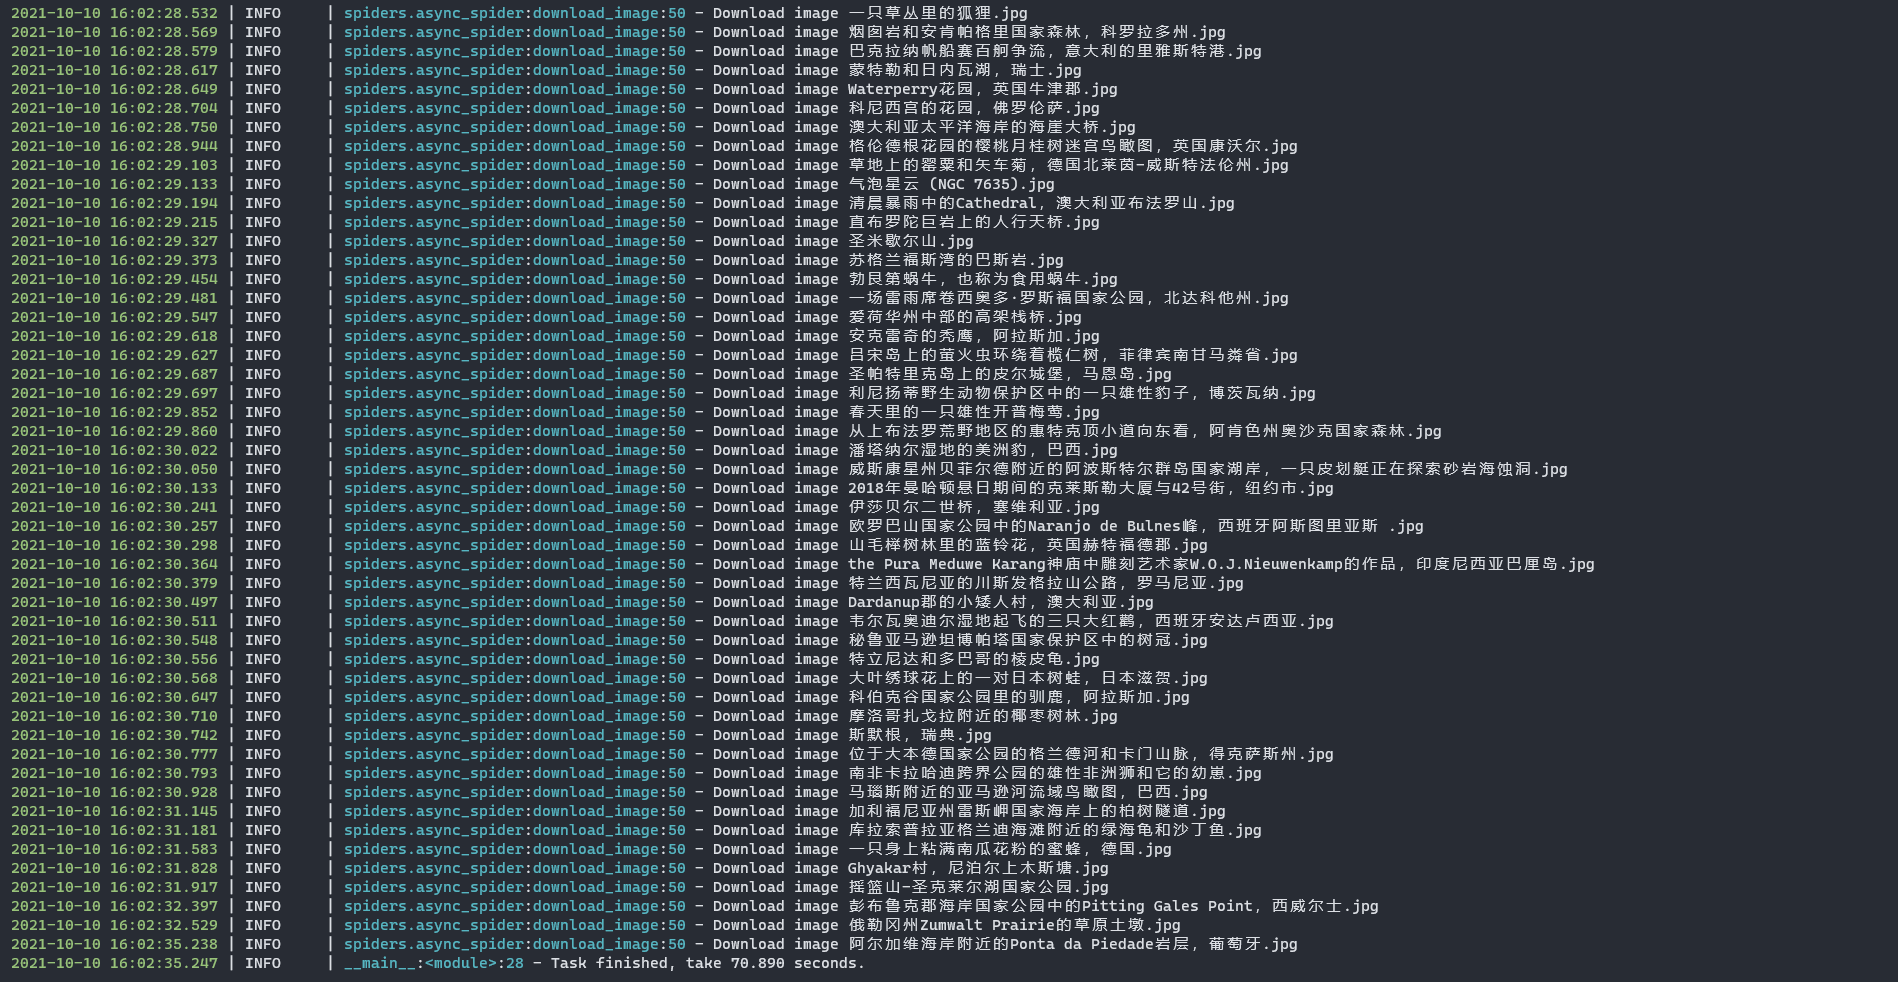 2021-10-10 16:02:28.532 | INFO     | spiders.async_spider:download_image:50 - Download image 一只草丛里的狐狸.jpg
2021-10-10 16:02:28.569 | INFO     | spiders.async_spider:download_image:50 - Download image 烟囱岩和安肯帕格里国家森林，科罗拉多州.jpg
2021-10-10 16:02:28.579 | INFO     | spiders.async_spider:download_image:50 - Download image 巴克拉纳帆船赛百舸争流，意大利的里雅斯特港.jpg
2021-10-10 16:02:28.617 | INFO     | spiders.async_spider:download_image:50 - Download image 蒙特勒和日内瓦湖，瑞士.jpg
2021-10-10 16:02:28.649 | INFO     | spiders.async_spider:download_image:50 - Download image Waterperry花园，英国牛津郡.jpg
2021-10-10 16:02:28.704 | INFO     | spiders.async_spider:download_image:50 - Download image 科尼西宫的花园，佛罗伦萨.jpg
2021-10-10 16:02:28.750 | INFO     | spiders.async_spider:download_image:50 - Download image 澳大利亚太平洋海岸的海崖大桥.jpg
2021-10-10 16:02:28.944 | INFO     | spiders.async_spider:download_image:50 - Download image 格伦德根花园的樱桃月桂树迷宫鸟瞰图，英国康沃尔.jpg
2021-10-10 16:02:29.103 | INFO     | spiders.async_spider:download_image:50 - Download image 草地上的罂粟和矢车菊，德国北莱茵-威斯特法伦州.jpg
2021-10-10 16:02:29.133 | INFO     | spiders.async_spider:download_image:50 - Download image 气泡星云 (NGC 7635).jpg
2021-10-10 16:02:29.194 | INFO     | spiders.async_spider:download_image:50 - Download image 清晨暴雨中的Cathedral，澳大利亚布法罗山.jpg
2021-10-10 16:02:29.215 | INFO     | spiders.async_spider:download_image:50 - Download image 直布罗陀巨岩上的人行天桥.jpg
2021-10-10 16:02:29.327 | INFO     | spiders.async_spider:download_image:50 - Download image 圣米歇尔山.jpg
2021-10-10 16:02:29.373 | INFO     | spiders.async_spider:download_image:50 - Download image 苏格兰福斯湾的巴斯岩.jpg
2021-10-10 16:02:29.454 | INFO     | spiders.async_spider:download_image:50 - Download image 勃艮第蜗牛，也称为食用蜗牛.jpg
2021-10-10 16:02:29.481 | INFO     | spiders.async_spider:download_image:50 - Download image 一场雷雨席卷西奥多·罗斯福国家公园，北达科他州.jpg
2021-10-10 16:02:29.547 | INFO     | spiders.async_spider:download_image:50 - Download image 爱荷华州中部的高架栈桥.jpg
2021-10-10 16:02:29.618 | INFO     | spiders.async_spider:download_image:50 - Download image 安克雷奇的秃鹰，阿拉斯加.jpg
2021-10-10 16:02:29.627 | INFO     | spiders.async_spider:download_image:50 - Download image 吕宋岛上的萤火虫环绕着榄仁树，菲律宾南甘马粦省.jpg
2021-10-10 16:02:29.687 | INFO     | spiders.async_spider:download_image:50 - Download image 圣帕特里克岛上的皮尔城堡，马恩岛.jpg
2021-10-10 16:02:29.697 | INFO     | spiders.async_spider:download_image:50 - Download image 利尼扬蒂野生动物保护区中的一只雄性豹子，博茨瓦纳.jpg
2021-10-10 16:02:29.852 | INFO     | spiders.async_spider:download_image:50 - Download image 春天里的一只雄性开普梅莺.jpg
2021-10-10 16:02:29.860 | INFO     | spiders.async_spider:download_image:50 - Download image 从上布法罗荒野地区的惠特克顶小道向东看，阿肯色州奥沙克国家森林.jpg
2021-10-10 16:02:30.022 | INFO     | spiders.async_spider:download_image:50 - Download image 潘塔纳尔湿地的美洲豹，巴西.jpg
2021-10-10 16:02:30.050 | INFO     | spiders.async_spider:download_image:50 - Download image 威斯康星州贝菲尔德附近的阿波斯特尔群岛国家湖岸，一只皮划艇正在探索砂岩海蚀洞.jpg
2021-10-10 16:02:30.133 | INFO     | spiders.async_spider:download_image:50 - Download image 2018年曼哈顿悬日期间的克莱斯勒大厦与42号街，纽约市.jpg
2021-10-10 16:02:30.241 | INFO     | spiders.async_spider:download_image:50 - Download image 伊莎贝尔二世桥，塞维利亚.jpg
2021-10-10 16:02:30.257 | INFO     | spiders.async_spider:download_image:50 - Download image 欧罗巴山国家公园中的Naranjo de Bulnes峰，西班牙阿斯图里亚斯 .jpg
2021-10-10 16:02:30.298 | INFO     | spiders.async_spider:download_image:50 - Download image 山毛榉树林里的蓝铃花，英国赫特福德郡.jpg
2021-10-10 16:02:30.364 | INFO     | spiders.async_spider:download_image:50 - Download image the Pura Meduwe Karang神庙中雕刻艺术家W.O.J.Nieuwenkamp的作品，印度尼西亚巴厘岛.jpg
2021-10-10 16:02:30.379 | INFO     | spiders.async_spider:download_image:50 - Download image 特兰西瓦尼亚的川斯发格拉山公路，罗马尼亚.jpg
2021-10-10 16:02:30.497 | INFO     | spiders.async_spider:download_image:50 - Download image Dardanup郡的小矮人村，澳大利亚.jpg
2021-10-10 16:02:30.511 | INFO     | spiders.async_spider:download_image:50 - Download image 韦尔瓦奥迪尔湿地起飞的三只大红鹳，西班牙安达卢西亚.jpg
2021-10-10 16:02:30.548 | INFO     | spiders.async_spider:download_image:50 - Download image 秘鲁亚马逊坦博帕塔国家保护区中的树冠.jpg
2021-10-10 16:02:30.556 | INFO     | spiders.async_spider:download_image:50 - Download image 特立尼达和多巴哥的棱皮龟.jpg
2021-10-10 16:02:30.568 | INFO     | spiders.async_spider:download_image:50 - Download image 大叶绣球花上的一对日本树蛙，日本滋贺.jpg
2021-10-10 16:02:30.647 | INFO     | spiders.async_spider:download_image:50 - Download image 科伯克谷国家公园里的驯鹿，阿拉斯加.jpg
2021-10-10 16:02:30.710 | INFO     | spiders.async_spider:download_image:50 - Download image 摩洛哥扎戈拉附近的椰枣树林.jpg
2021-10-10 16:02:30.742 | INFO     | spiders.async_spider:download_image:50 - Download image 斯默根，瑞典.jpg
2021-10-10 16:02:30.777 | INFO     | spiders.async_spider:download_image:50 - Download image 位于大本德国家公园的格兰德河和卡门山脉，得克萨斯州.jpg
2021-10-10 16:02:30.793 | INFO     | spiders.async_spider:download_image:50 - Download image 南非卡拉哈迪跨界公园的雄性非洲狮和它的幼崽.jpg
2021-10-10 16:02:30.928 | INFO     | spiders.async_spider:download_image:50 - Download image 马瑙斯附近的亚马逊河流域鸟瞰图，巴西.jpg
2021-10-10 16:02:31.145 | INFO     | spiders.async_spider:download_image:50 - Download image 加利福尼亚州雷斯岬国家海岸上的柏树隧道.jpg
2021-10-10 16:02:31.181 | INFO     | spiders.async_spider:download_image:50 - Download image 库拉索普拉亚格兰迪海滩附近的绿海龟和沙丁鱼.jpg
2021-10-10 16:02:31.583 | INFO     | spiders.async_spider:download_image:50 - Download image 一只身上粘满南瓜花粉的蜜蜂，德国.jpg
2021-10-10 16:02:31.828 | INFO     | spiders.async_spider:download_image:50 - Download image Ghyakar村，尼泊尔上木斯塘.jpg
2021-10-10 16:02:31.917 | INFO     | spiders.async_spider:download_image:50 - Download image 摇篮山-圣克莱尔湖国家公园.jpg
2021-10-10 16:02:32.397 | INFO     | spiders.async_spider:download_image:50 - Download image 彭布鲁克郡海岸国家公园中的Pitting Gales Point，西威尔士.jpg
2021-10-10 16:02:32.529 | INFO     | spiders.async_spider:download_image:50 - Download image 俄勒冈州Zumwalt Prairie的草原土墩.jpg
2021-10-10 16:02:35.238 | INFO     | spiders.async_spider:download_image:50 - Download image 阿尔加维海岸附近的Ponta da Piedade岩层，葡萄牙.jpg
2021-10-10 16:02:35.247 | INFO     | __main__:<module>:28 - Task finished, take 70.890 seconds.